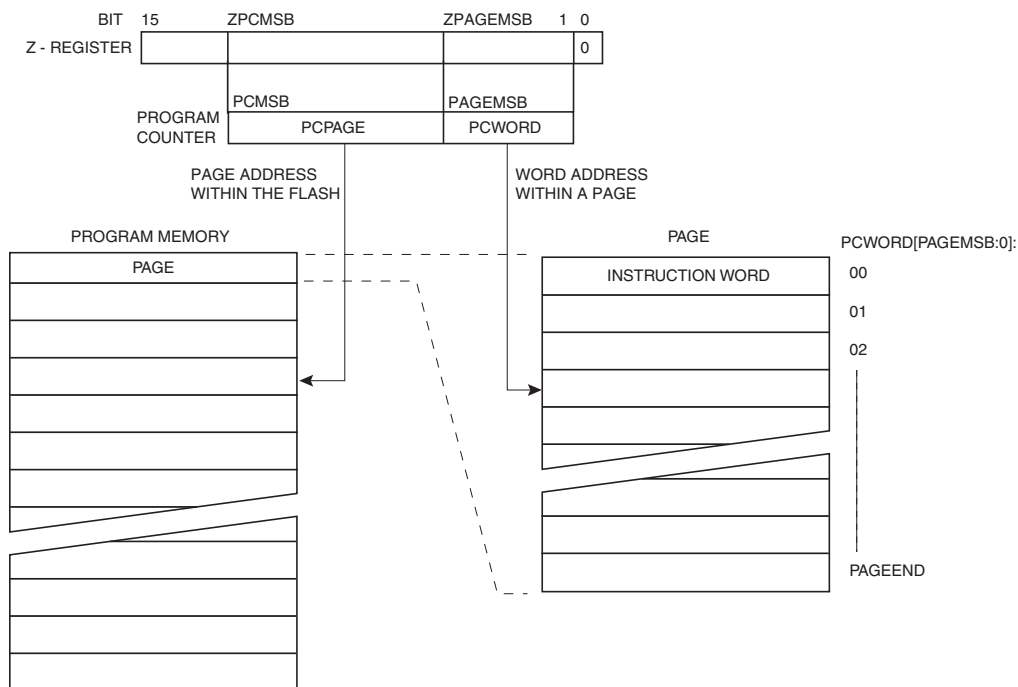 BIT 15 ZPCMSB ZPAGEMSB 1 0
Z - REGISTER 0
PCMSB PAGEMSB
PROGRAM
COUNTER
PCPAGE PCWORD
PAGE ADDRESS
WITHIN THE FLASH
WORD ADDRESS
WITHIN A PAGE
PROGRAM MEMORY
PAGE
PAGE
PCWORD[PAGEMSB:0]:
INSTRUCTION WORD 00
01
02
PAGEEND